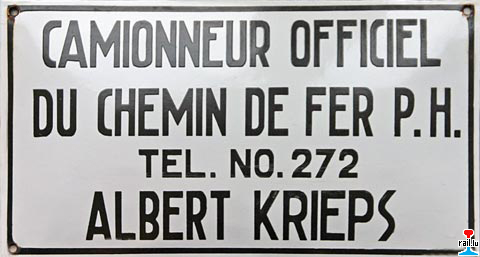 CAMIONNEUR OFFICIEL
DU CHEMIN DE FER P.H.
TEL. NO. 272
ALBERT KRIEPS
rail.lu